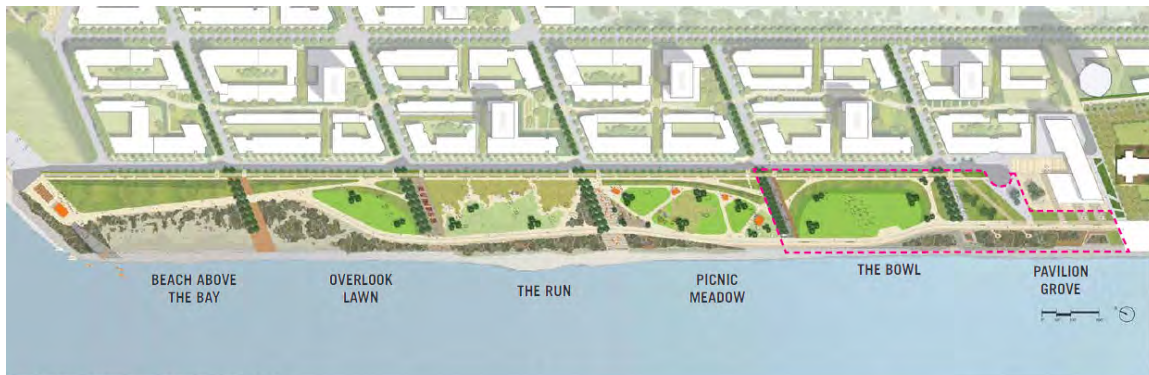 BEACH ABOVE
THE BAY
OVERLOOK
LAWN
THE RUN
PICNIC
MEADOW
THE BOWL
PAVILION
GROVE